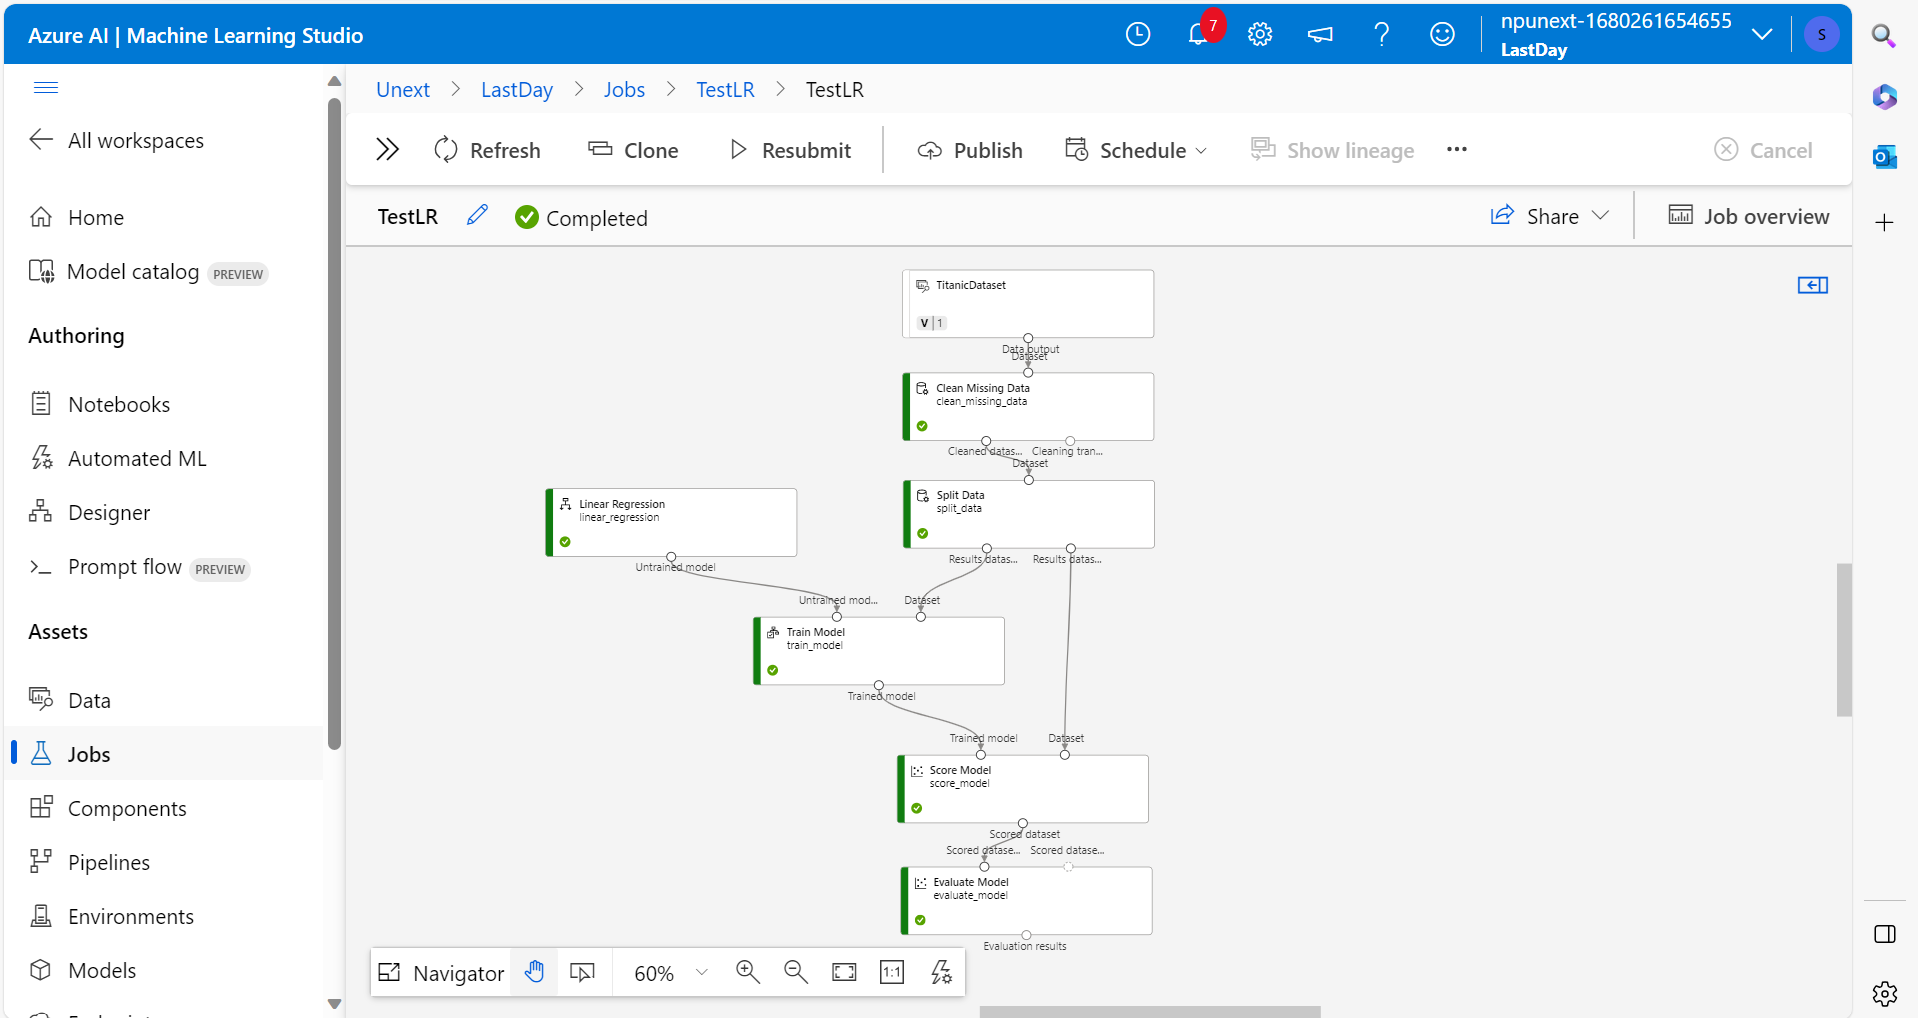 Azure AI | Machine Learning Studio
7
npunext-1680261654655
LastDay
S
All workspaces
Home
Model catalog PREVIEW
Authoring
Notebooks
Automated ML
Designer
Prompt flow PREVIEW
Assets
Data
Jobs
Components
Pipelines
Environments
Models
Unext > LastDay > Jobs > TestLR > TestLR
Refresh
Clone
Resubmit
Publish
Schedule
Show lineage
...
Cancel
TestLR
Completed
Share
Job overview
TitanicDataset
V | 1
Data output
Dataset
Clean Missing Data
clean_missing_data
Cleaned datas...
Cleaning tran...
Dataset
Split Data
split_data
Results datas...
Results datas...
Linear Regression
linear_regression
Untrained model
Untrained mod...
Dataset
Train Model
train_model
Trained model
Trained model
Dataset
Score Model
score_model
Scored dataset
Scored datase...
Scored datase...
Evaluate Model
evaluate_model
Evaluation results
Navigator
60%
1:1